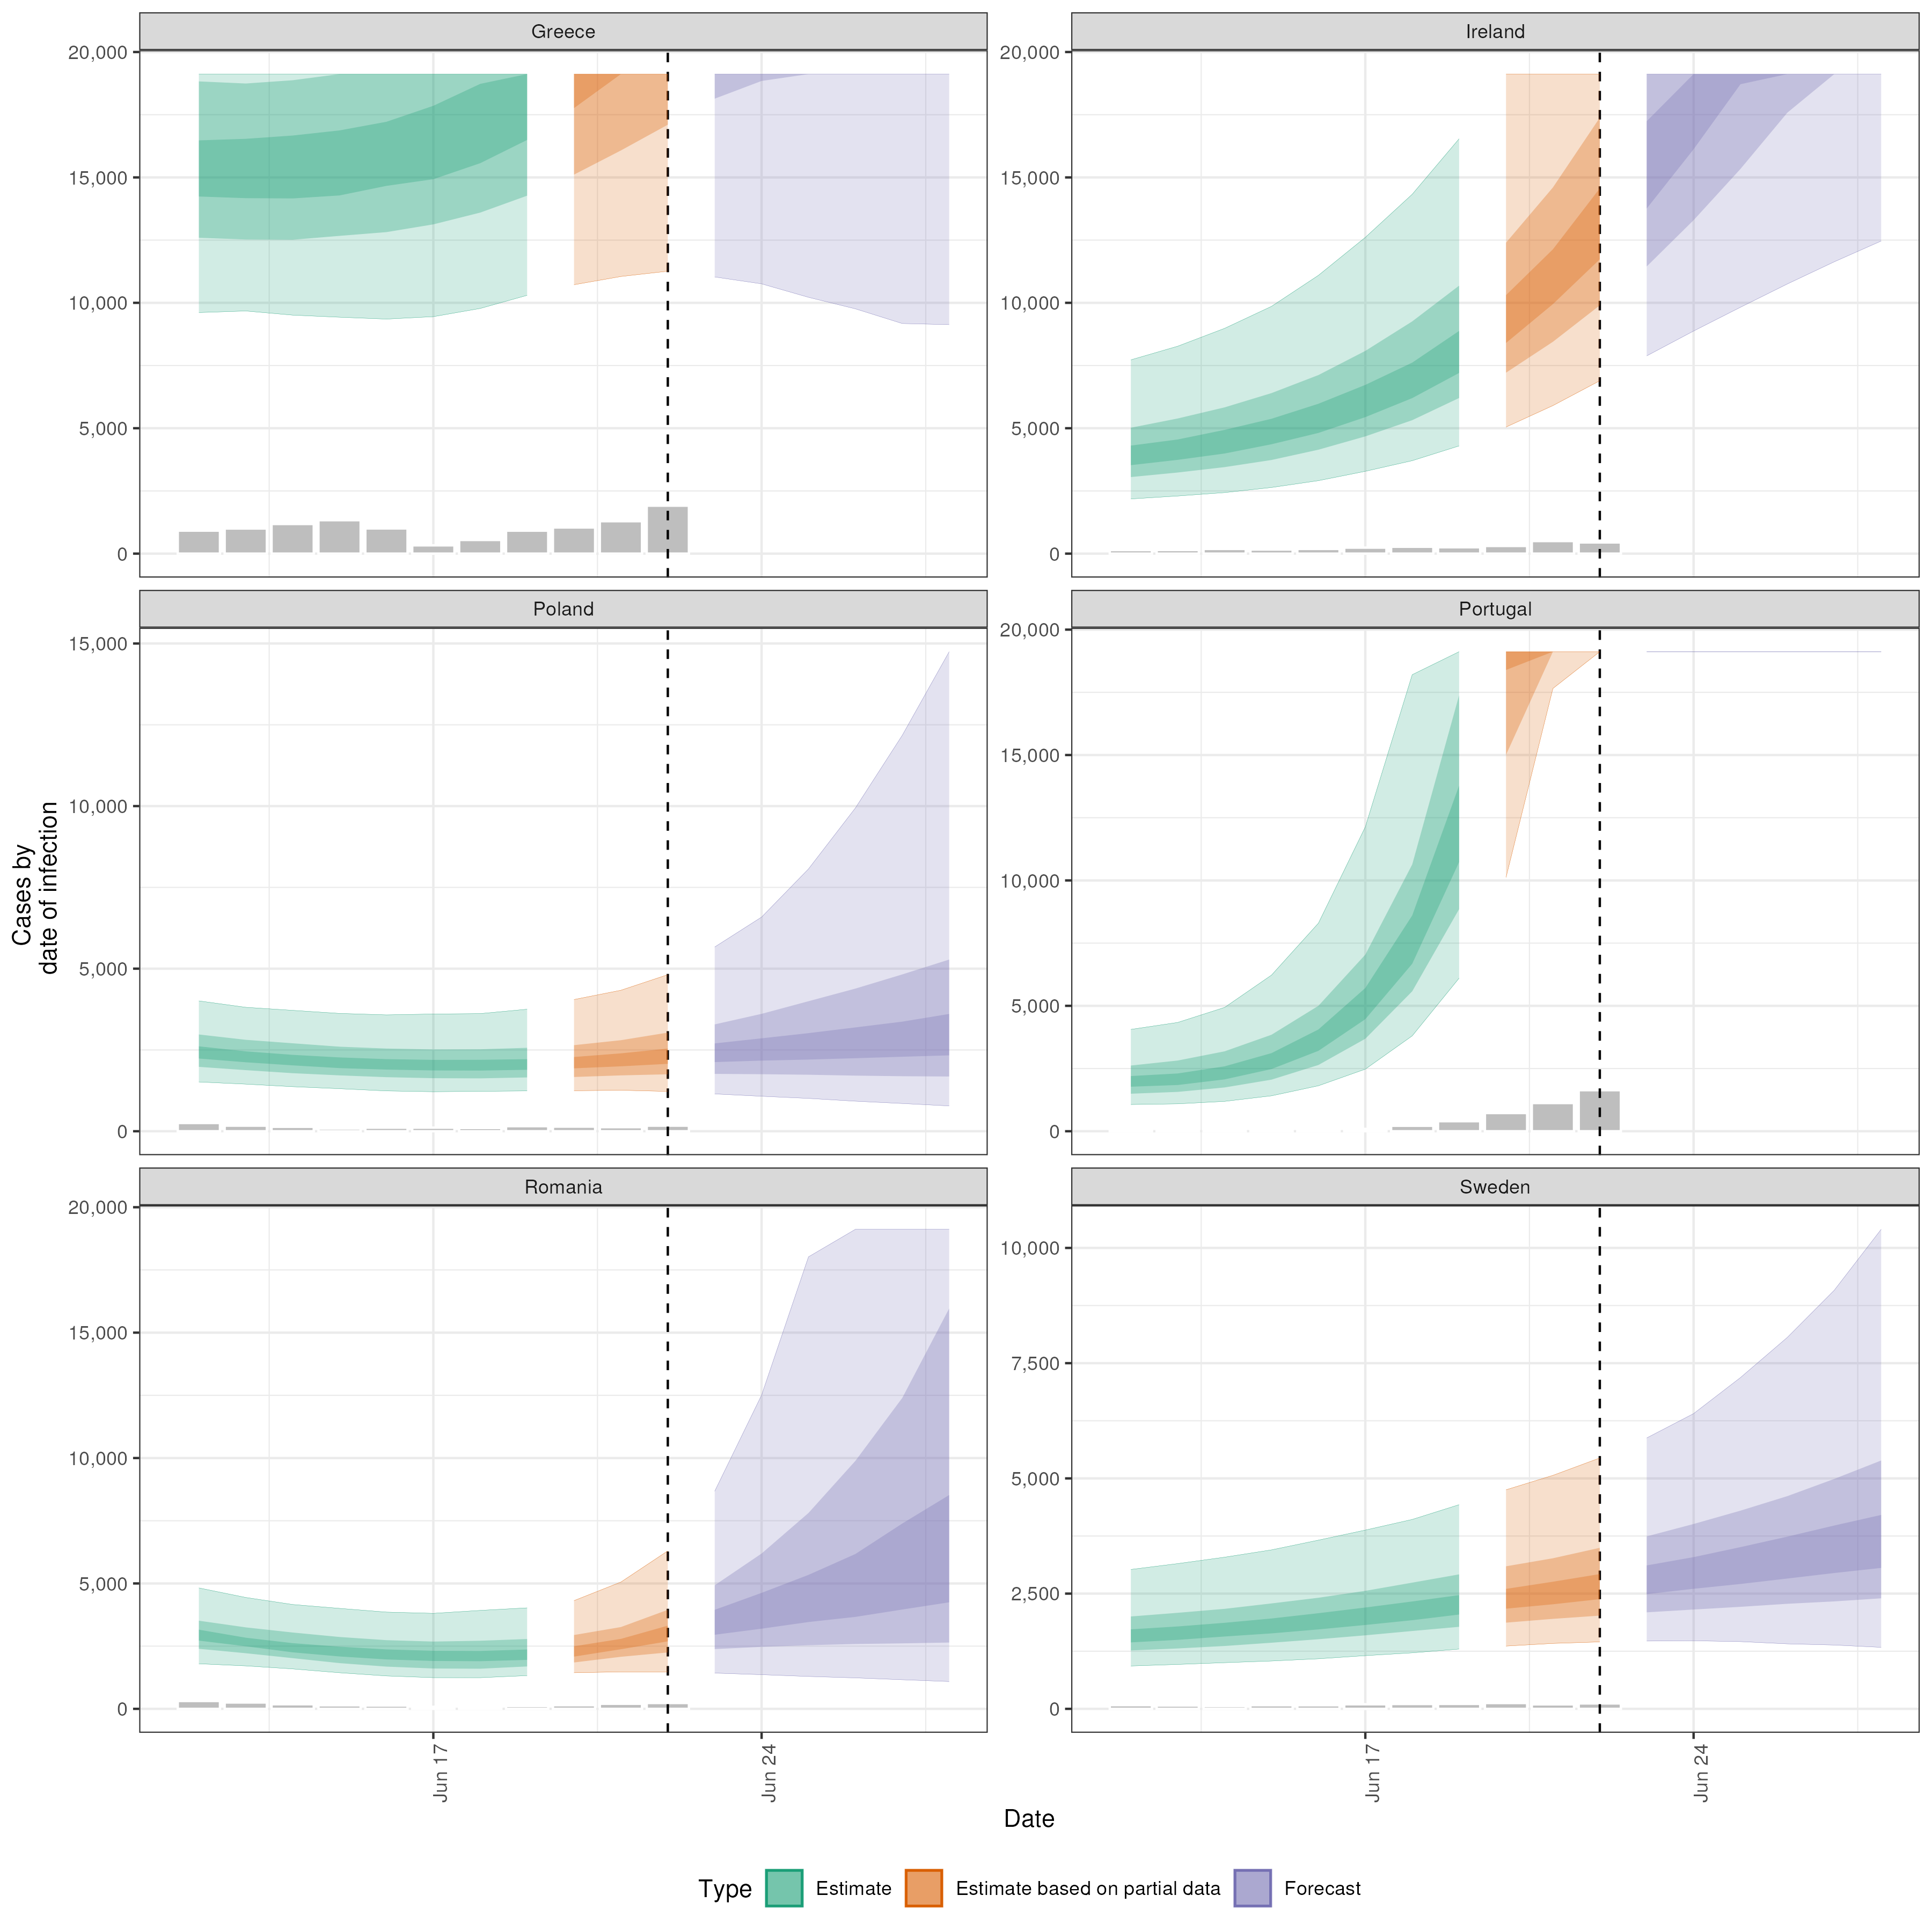 Greece
Ireland
20,000
15,000
10,000
5,000
0
20,000
15,000
10,000
5,000
0
Poland
Portugal
15,000
10,000
5,000
0
20,000
15,000
10,000
5,000
0
Cases by
date of infection
Romania
Sweden
20,000
15,000
10,000
5,000
0
10,000
7,500
5,000
2,500
0
Jun 17
Jun 24
Jun 17
Jun 24
Date
Type
Estimate
Estimate based on partial data
Forecast